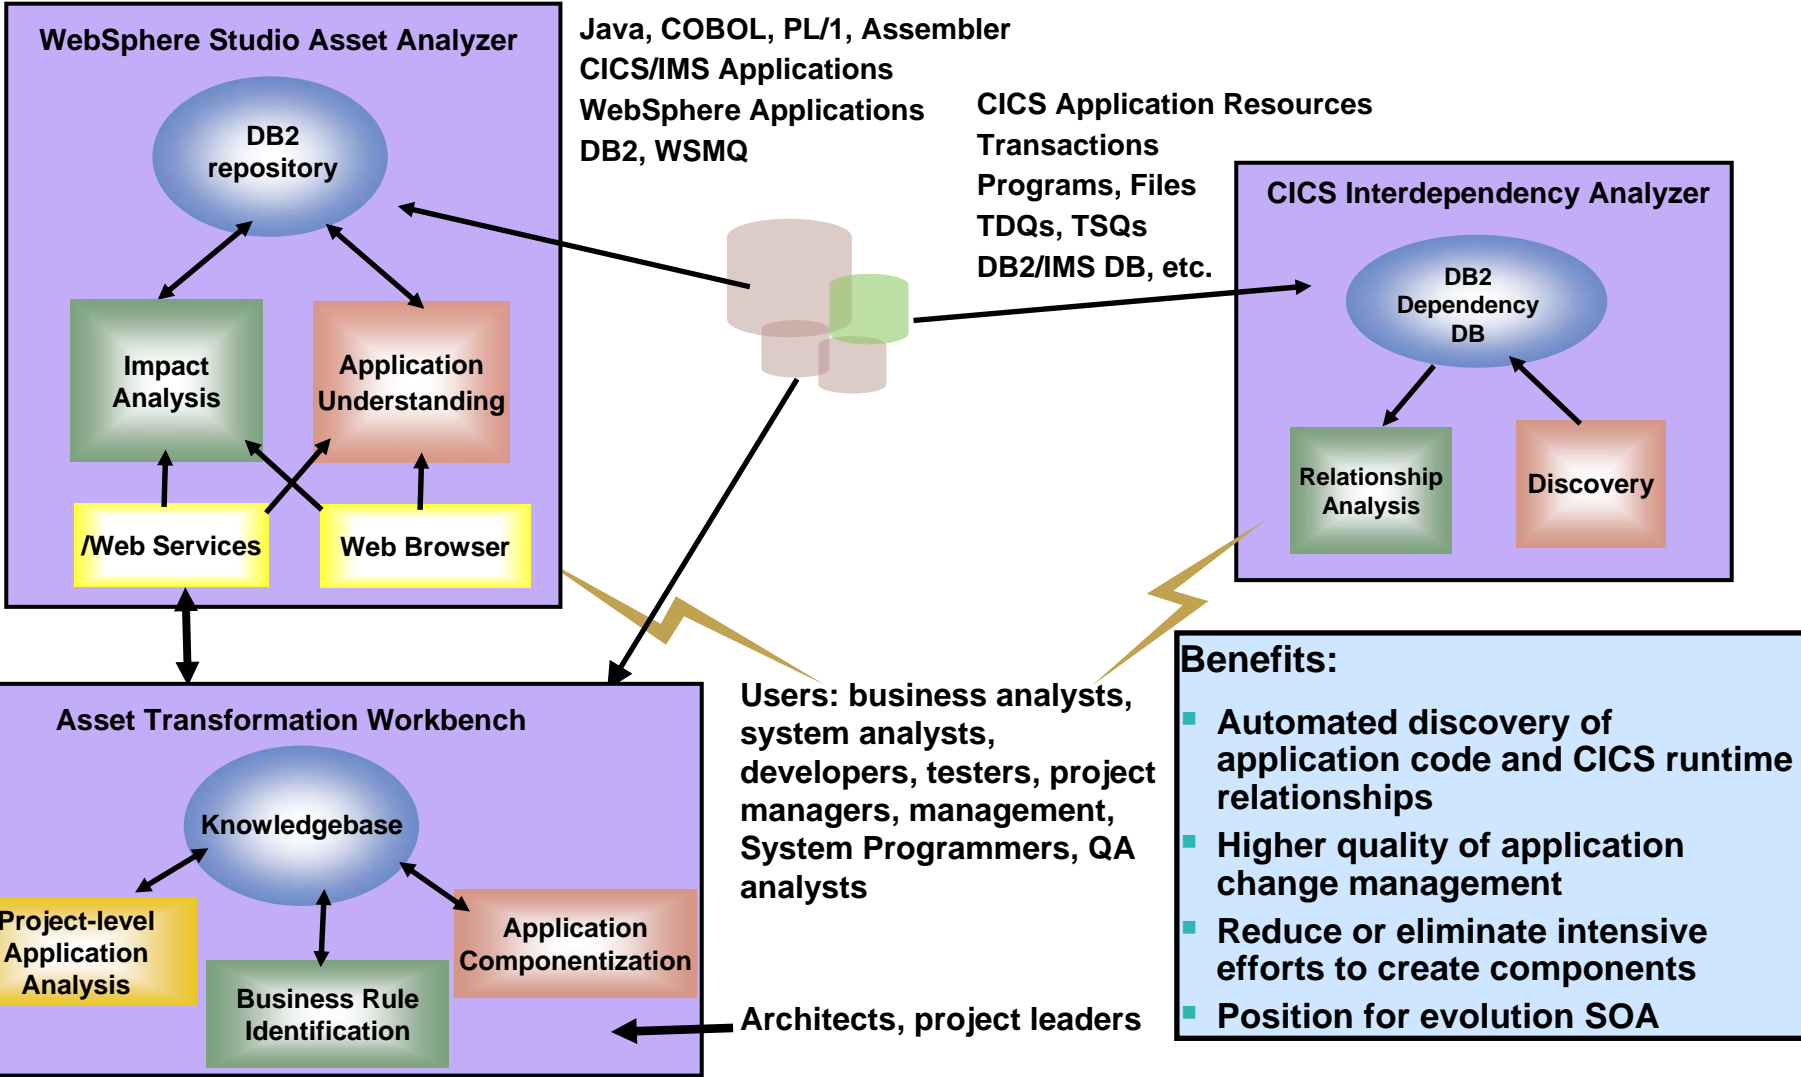 WebSphere Studio Asset Analyzer
DB2
repository
Impact
Analysis
Application
Understanding
/Web Services
Web Browser
Java, COBOL, PL/1, Assembler
CICS/IMS Applications
WebSphere Applications
DB2, WSMQ
CICS Application Resources
Transactions
Programs, Files
TDQs, TSQs
DB2/IMS DB, etc.
CICS Interdependency Analyzer
DB2
Dependency
DB
Relationship
Analysis
Discovery
Asset Transformation Workbench
Knowledgebase
Project-level
Application
Analysis
Business Rule
Identification
Application
Componentization
Users: business analysts,
system analysts,
developers, testers, project
managers, management,
System Programmers, QA
analysts
Architects, project leaders
Benefits:
Automated discovery of
application code and CICS runtime
relationships
Higher quality of application
change management
Reduce or eliminate intensive
efforts to create components
Position for evolution SOA